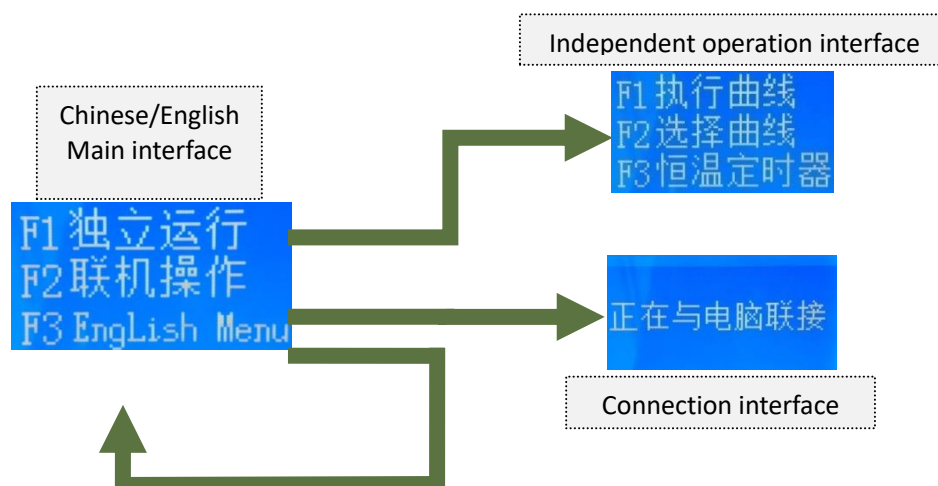 Independent operation interface
F1执行曲线
F2选择曲线
F3恒温定时器
Chinese/English
Main interface
F1独立运行
F2联机操作
F3 EngLish Menu
正在与电脑联接
Connection interface